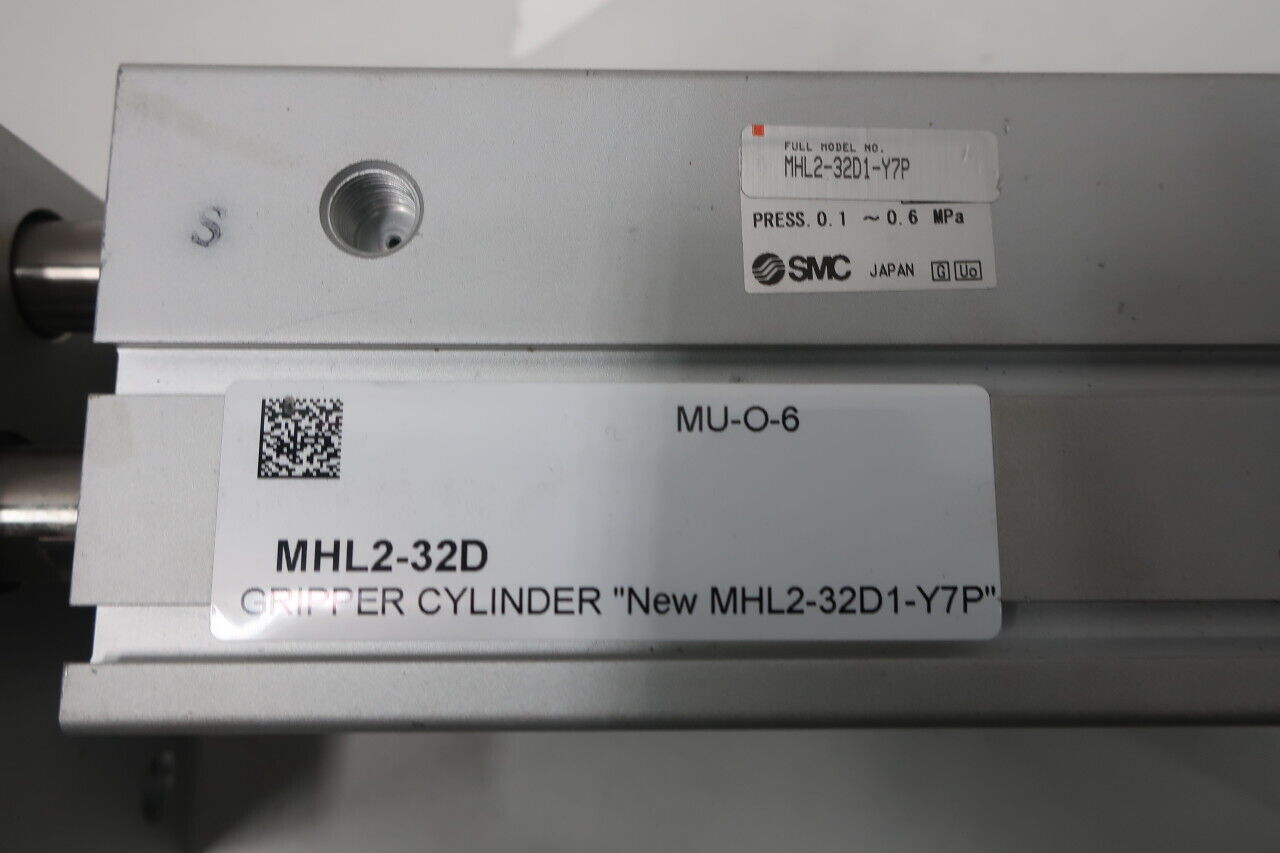 FULL MODEL NO.
MHL2-32D1-Y7P
PRESS. 0.1 ～ 0.6 MPa
SMC JAPAN G Uo
S
MU-O-6
MHL2-32D
GRIPPER CYLINDER "New MHL2-32D1-Y7P"